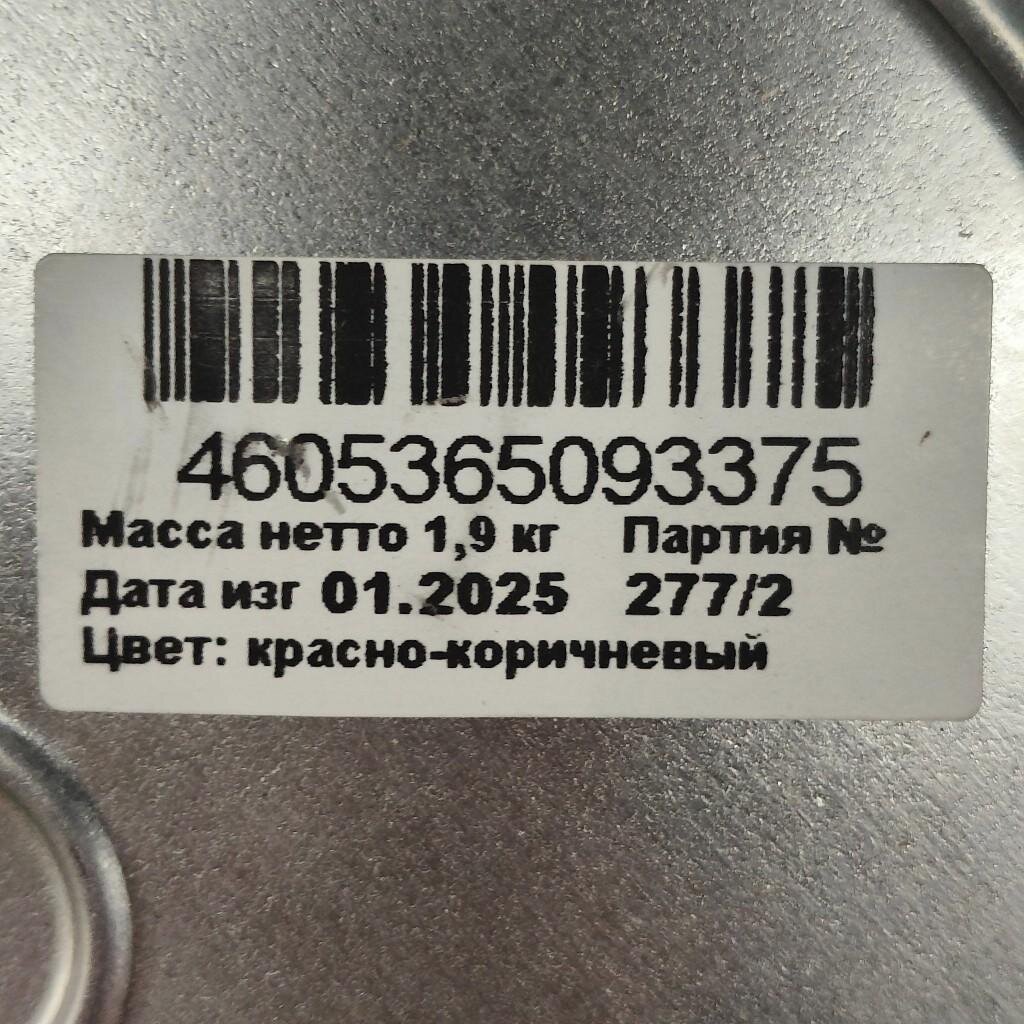 4605365093375
Масса нетто 1,9 кг Партия №
Дата изг 01.2025 277/2
Цвет: красно-коричневый